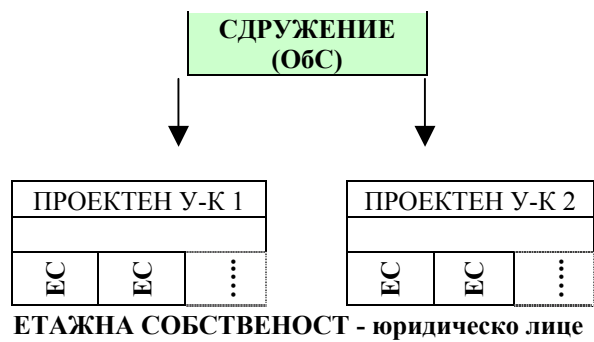 СДРУЖЕНИЕ
(ОбС)
ПРОЕКТЕН У-К 1
ПРОЕКТЕН У-К 2
ЕС ЕС .....
ЕС ЕС .....
ЕТАЖНА СОБСТВЕНОСТ - юридическо лице